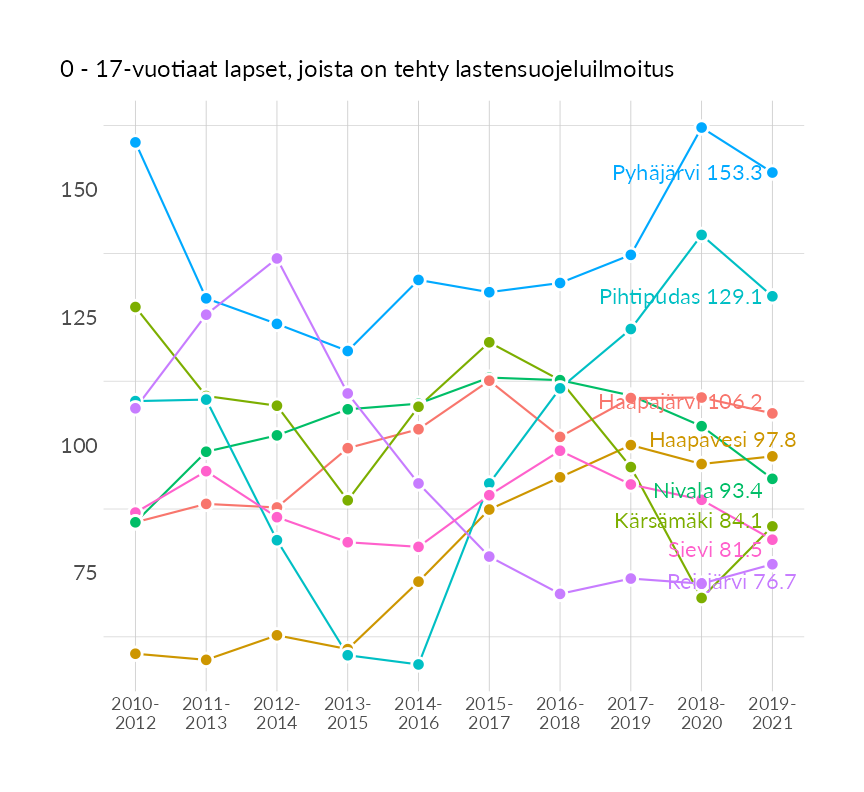 0 - 17-vuotiaat lapset, joista on tehty lastensuojeluilmoitus
150
125
100
75
Pyhäjärvi 153.3
Pihtipudas 129.1
Haapajärvi 106.2
Haapavesi 97.8
Nivala 93.4
Kärsämäki 84.1
Sievi 81.5
Reisjärvi 76.7
2010-
2012
2011-
2013
2012-
2014
2013-
2015
2014-
2016
2015-
2017
2016-
2018
2017-
2019
2018-
2020
2019-
2021